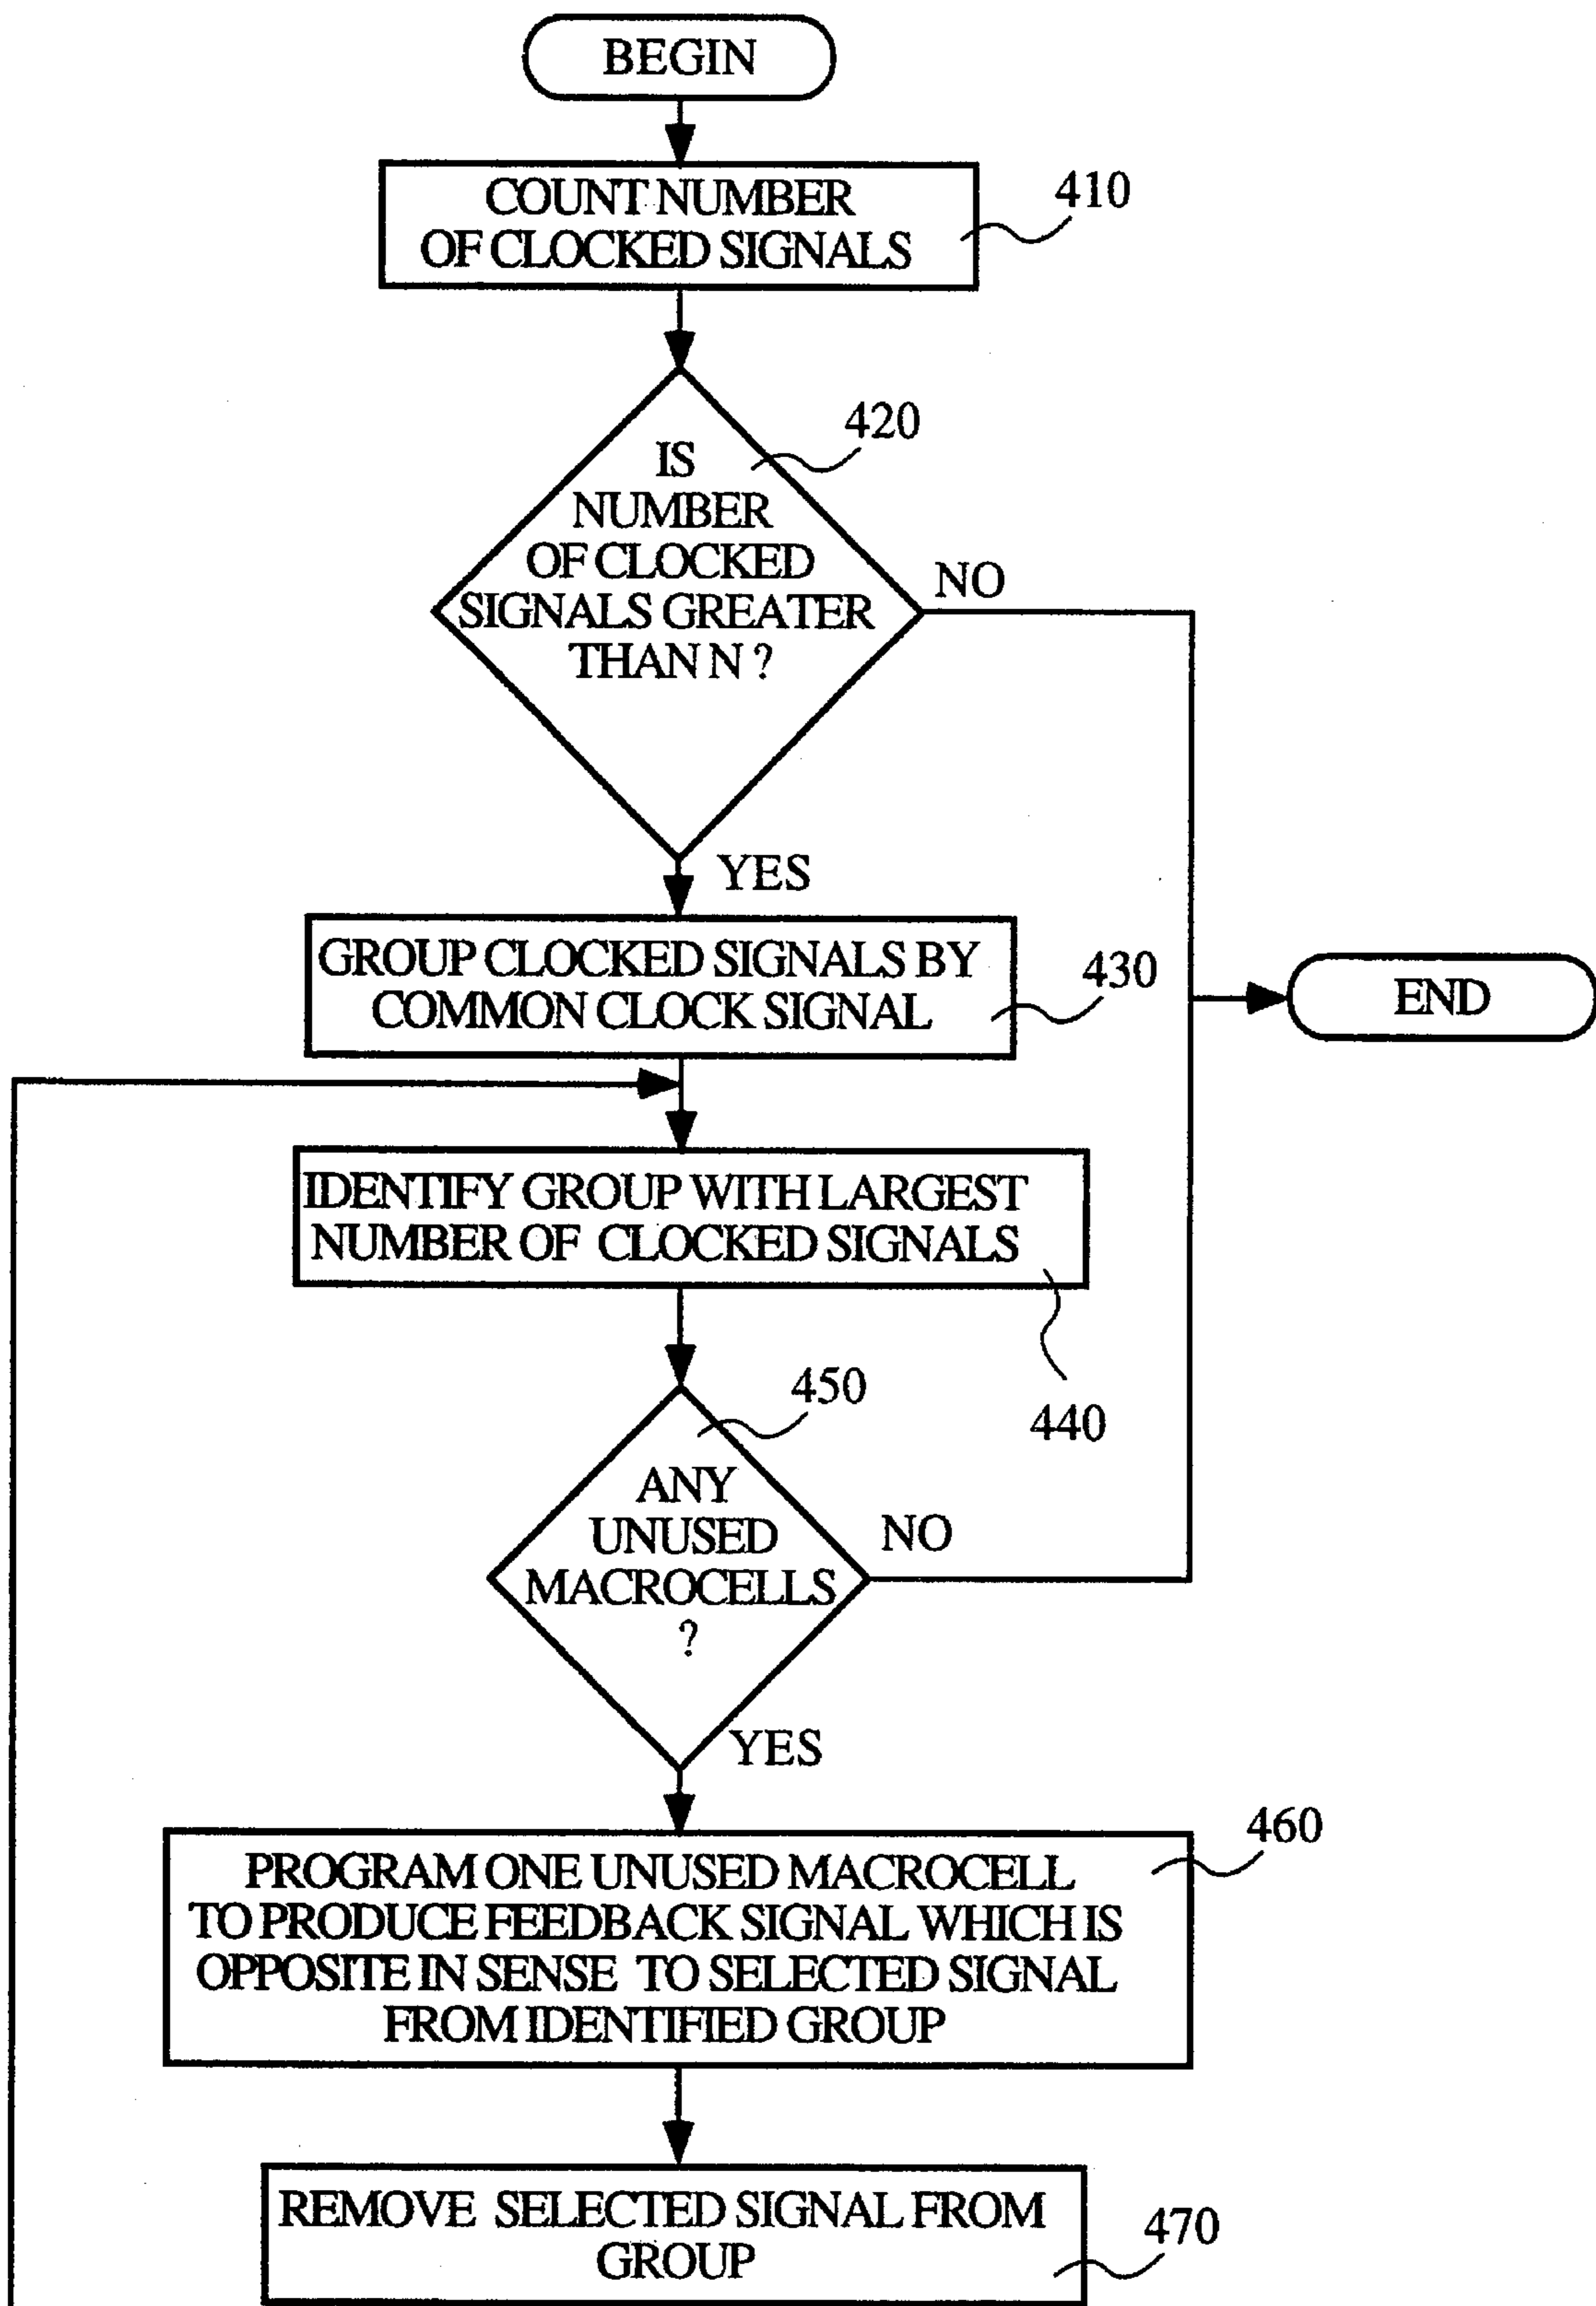 BEGIN
COUNT NUMBER
OF CLOCKED SIGNALS
410
420
IS
NUMBER
OF CLOCKED
SIGNALS GREATER
THAN N ?
NO
YES
GROUP CLOCKED SIGNALS BY
COMMON CLOCK SIGNAL
430
END
IDENTIFY GROUP WITH LARGEST
NUMBER OF CLOCKED SIGNALS
440
450
ANY
UNUSED
MACROCELLS
?
NO
YES
460
PROGRAM ONE UNUSED MACROCELL
TO PRODUCE FEEDBACK SIGNAL WHICH IS
OPPOSITE IN SENSE TO SELECTED SIGNAL
FROM IDENTIFIED GROUP
REMOVE SELECTED SIGNAL FROM
GROUP
470